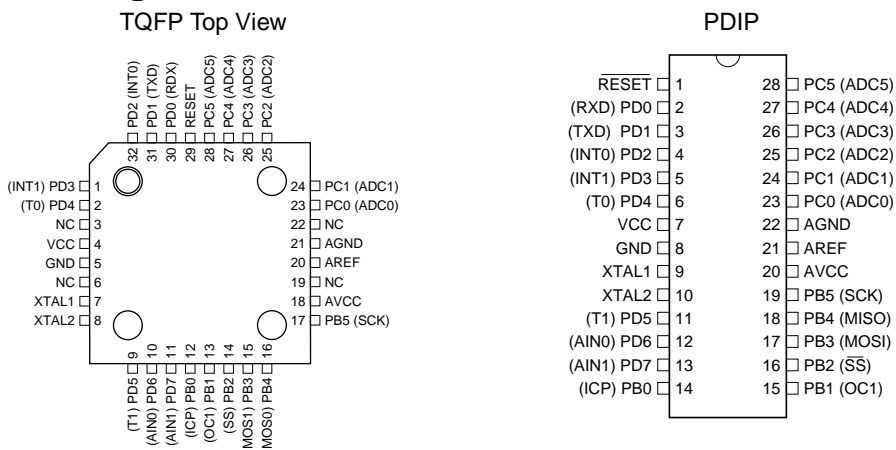 TQFP Top View
PD2 (INT0)
PD1 (TXD)
PD0 (RDX)
RESET
PC5 (ADC5)
PC4 (ADC4)
PC3 (ADC3)
PC2 (ADC2)
32
31
30
29
28
27
26
25
(INT1) PD3 1
(T0) PD4 2
NC 3
VCC 4
GND 5
NC 6
XTAL1 7
XTAL2 8
24 PC1 (ADC1)
23 PC0 (ADC0)
22 NC
21 AGND
20 AREF
19 NC
18 AVCC
17 PB5 (SCK)
9
10
11
12
13
14
15
16
(T1) PD5
(AIN0) PD6
(AIN1) PD7
(ICP) PB0
(OC1) PB1
(SS) PB2
MOS1) PB3
MOS0) PB4
PDIP
RESET 1
(RXD) PD0 2
(TXD) PD1 3
(INT0) PD2 4
(INT1) PD3 5
(T0) PD4 6
VCC 7
GND 8
XTAL1 9
XTAL2 10
(T1) PD5 11
(AIN0) PD6 12
(AIN1) PD7 13
(ICP) PB0 14
28 PC5 (ADC5)
27 PC4 (ADC4)
26 PC3 (ADC3)
25 PC2 (ADC2)
24 PC1 (ADC1)
23 PC0 (ADC0)
22 AGND
21 AREF
20 AVCC
19 PB5 (SCK)
18 PB4 (MISO)
17 PB3 (MOSI)
16 PB2 (SS)
15 PB1 (OC1)